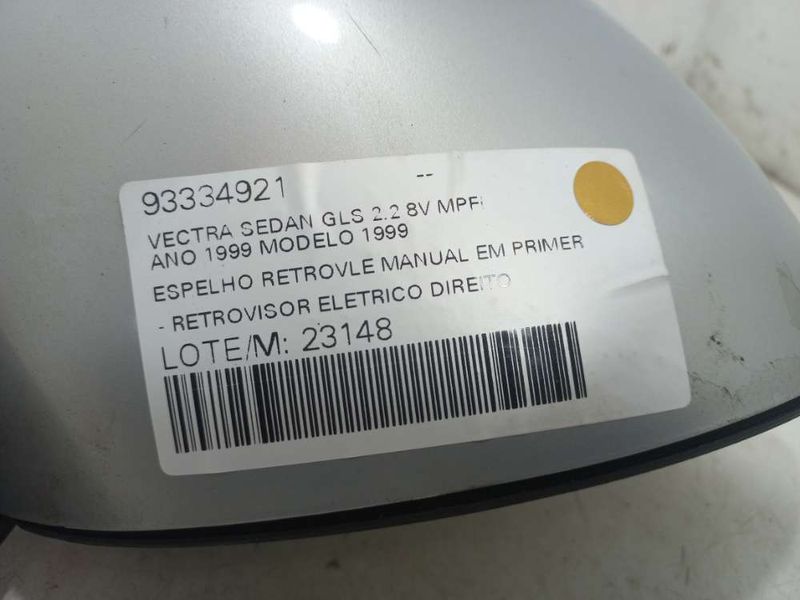 93334921 --
VECTRA SEDAN GLS 2.2 8V MPFI
ANO 1999 MODELO 1999
ESPELHO RETROVLE MANUAL EM PRIMER
- RETROVISOR ELETRICO DIREITO
LOTE/M: 23148